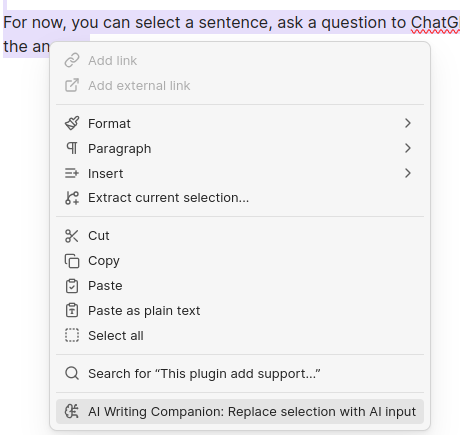 For now, you can select a sentence, ask a question to ChatG
the an
Add link
Add external link
Format
Paragraph
Insert
Extract current selection...
Cut
Copy
Paste
Paste as plain text
Select all
Search for “This plugin add support...”
AI Writing Companion: Replace selection with AI input